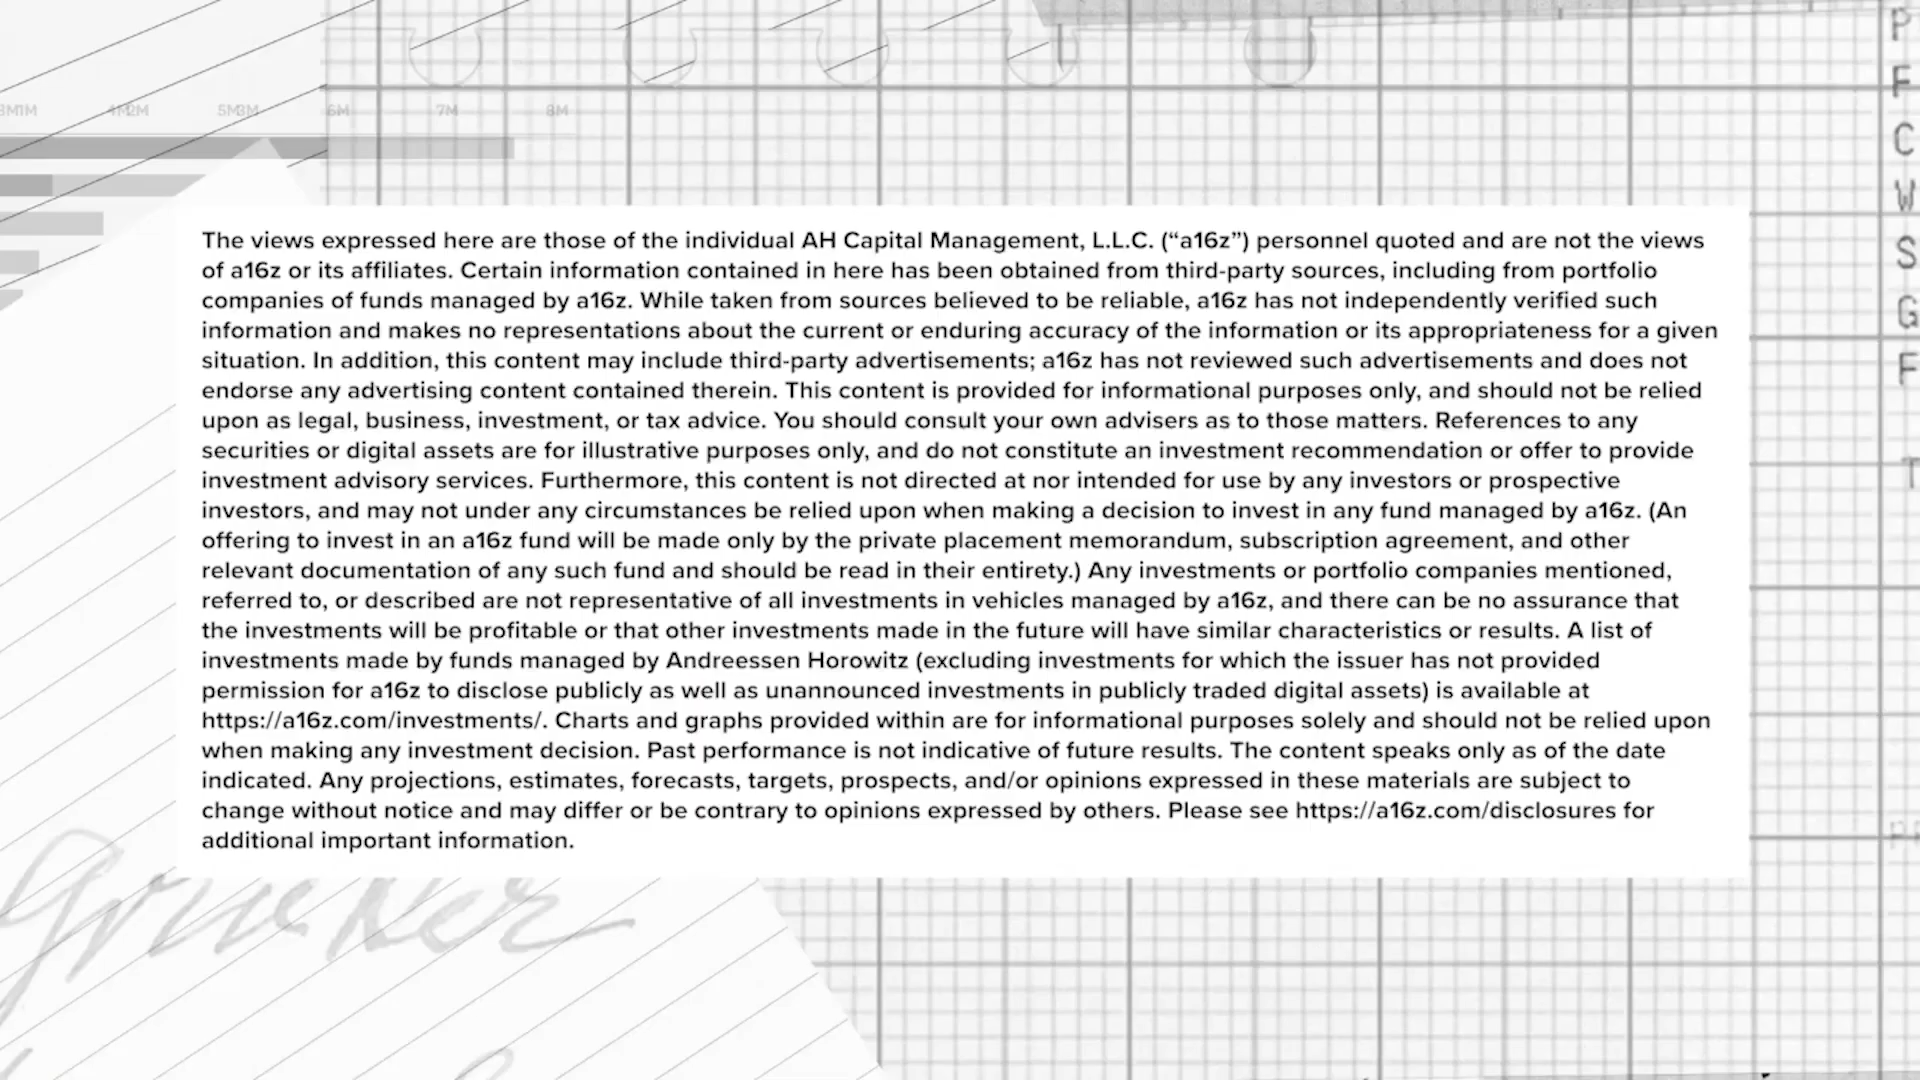 5M
6M
7M
8M
The views expressed here are those of the individual AH Capital Management, L.L.C. (“a16z”) personnel quoted and are not the views
of a16z or its affiliates. Certain information contained in here has been obtained from third-party sources, including from portfolio
companies of funds managed by a16z. While taken from sources believed to be reliable, a16z has not independently verified such
information and makes no representations about the current or enduring accuracy of the information or its appropriateness for a given
situation. In addition, this content may include third-party advertisements; a16z has not reviewed such advertisements and does not
endorse any advertising content contained therein. This content is provided for informational purposes only, and should not be relied
upon as legal, business, investment, or tax advice. You should consult your own advisers as to those matters. References to any
securities or digital assets are for illustrative purposes only, and do not constitute an investment recommendation or offer to provide
investment advisory services. Furthermore, this content is not directed at nor intended for use by any investors or prospective
investors, and may not under any circumstances be relied upon when making a decision to invest in any fund managed by a16z. (An
offering to invest in an a16z fund will be made only by the private placement memorandum, subscription agreement, and other
relevant documentation of any such fund and should be read in their entirety.) Any investments or portfolio companies mentioned,
referred to, or described are not representative of all investments in vehicles managed by a16z, and there can be no assurance that
the investments will be profitable or that other investments made in the future will have similar characteristics or results. A list of
investments made by funds managed by Andreessen Horowitz (excluding investments for which the issuer has not provided
permission for a16z to disclose publicly as well as unannounced investments in publicly traded digital assets) is available at
https://a16z.com/investments/. Charts and graphs provided within are for informational purposes solely and should not be relied upon
when making any investment decision. Past performance is not indicative of future results. The content speaks only as of the date
indicated. Any projections, estimates, forecasts, targets, prospects, and/or opinions expressed in these materials are subject to
change without notice and may differ or be contrary to opinions expressed by others. Please see https://a16z.com/disclosures for
additional important information.
P
F
C
W
S
G
F
T